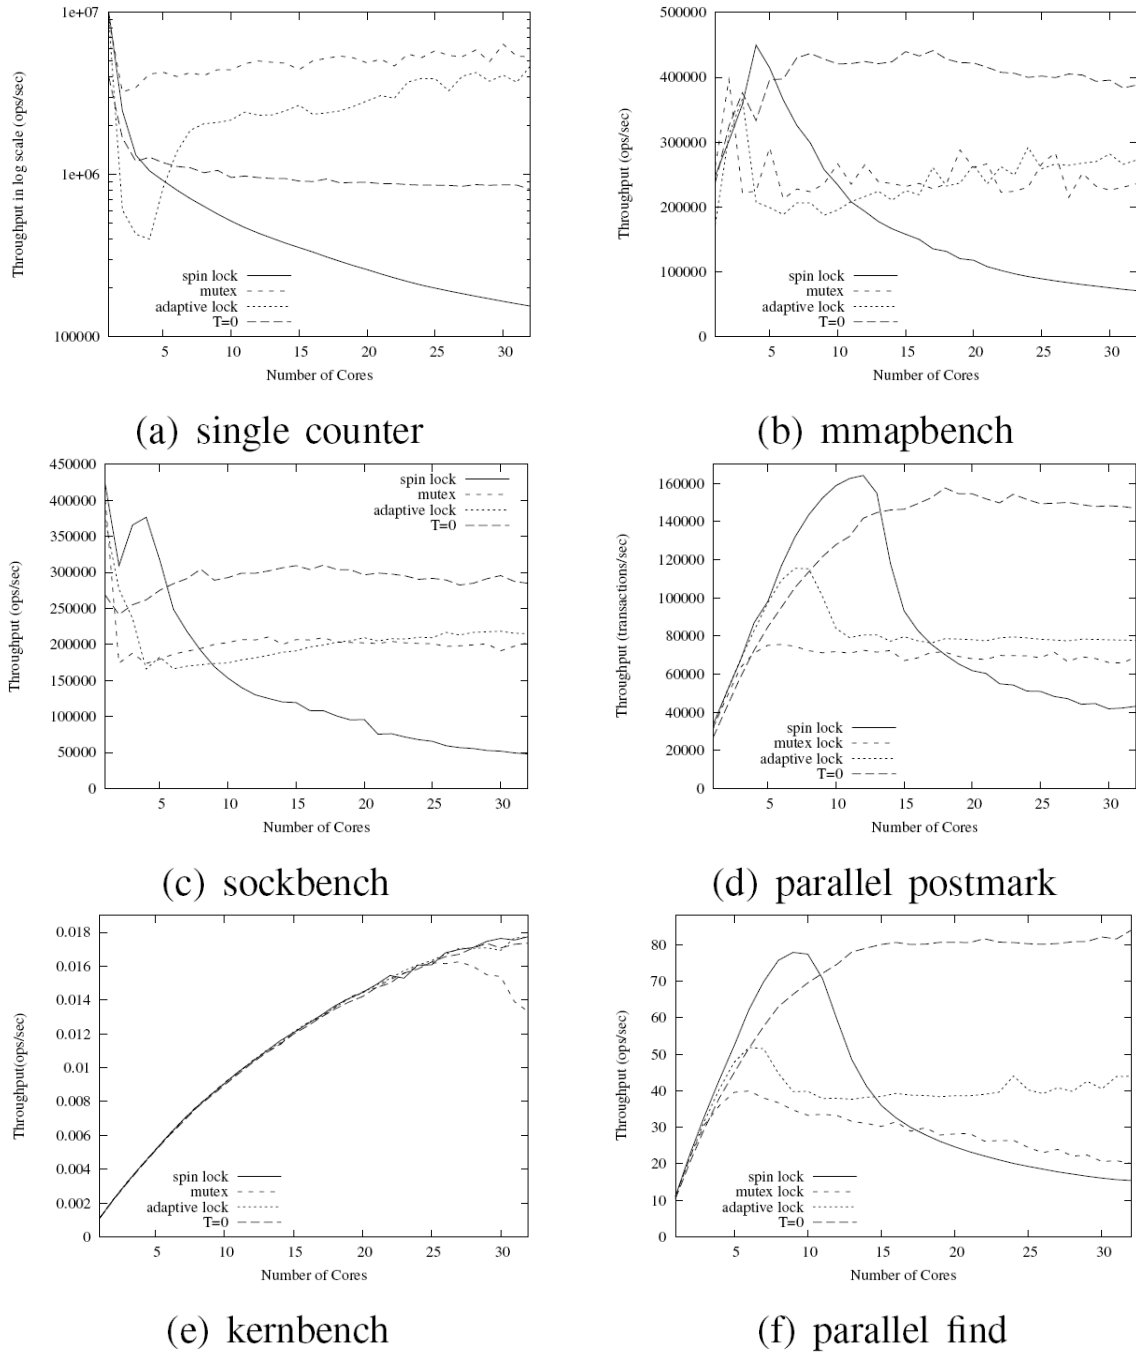 1e+07
1e+06
100000
Throughput in log scale (ops/sec)
spin lock
mutex
adaptive lock
T=0
5 10 15 20 25 30
Number of Cores
(a) single counter
500000
400000
300000
200000
100000
0
Throughput (ops/sec)
spin lock
mutex
adaptive lock
T=0
5 10 15 20 25 30
Number of Cores
(b) mmapbench
450000
400000
350000
300000
250000
200000
150000
100000
50000
0
Throughput (ops/sec)
spin lock
mutex
adaptive lock
T=0
5 10 15 20 25 30
Number of Cores
(c) sockbench
160000
140000
120000
100000
80000
60000
40000
20000
0
Throughput (transactions/sec)
spin lock
mutex lock
adaptive lock
T=0
5 10 15 20 25 30
Number of Cores
(d) parallel postmark
0.018
0.016
0.014
0.012
0.01
0.008
0.006
0.004
0.002
0
Throughput(ops/sec)
spin lock
mutex
adaptive lock
T=0
5 10 15 20 25 30
Number of Cores
(e) kernbench
80
70
60
50
40
30
20
10
0
Throughput (ops/sec)
spin lock
mutex lock
adaptive lock
T=0
5 10 15 20 25 30
Number of Cores
(f) parallel find